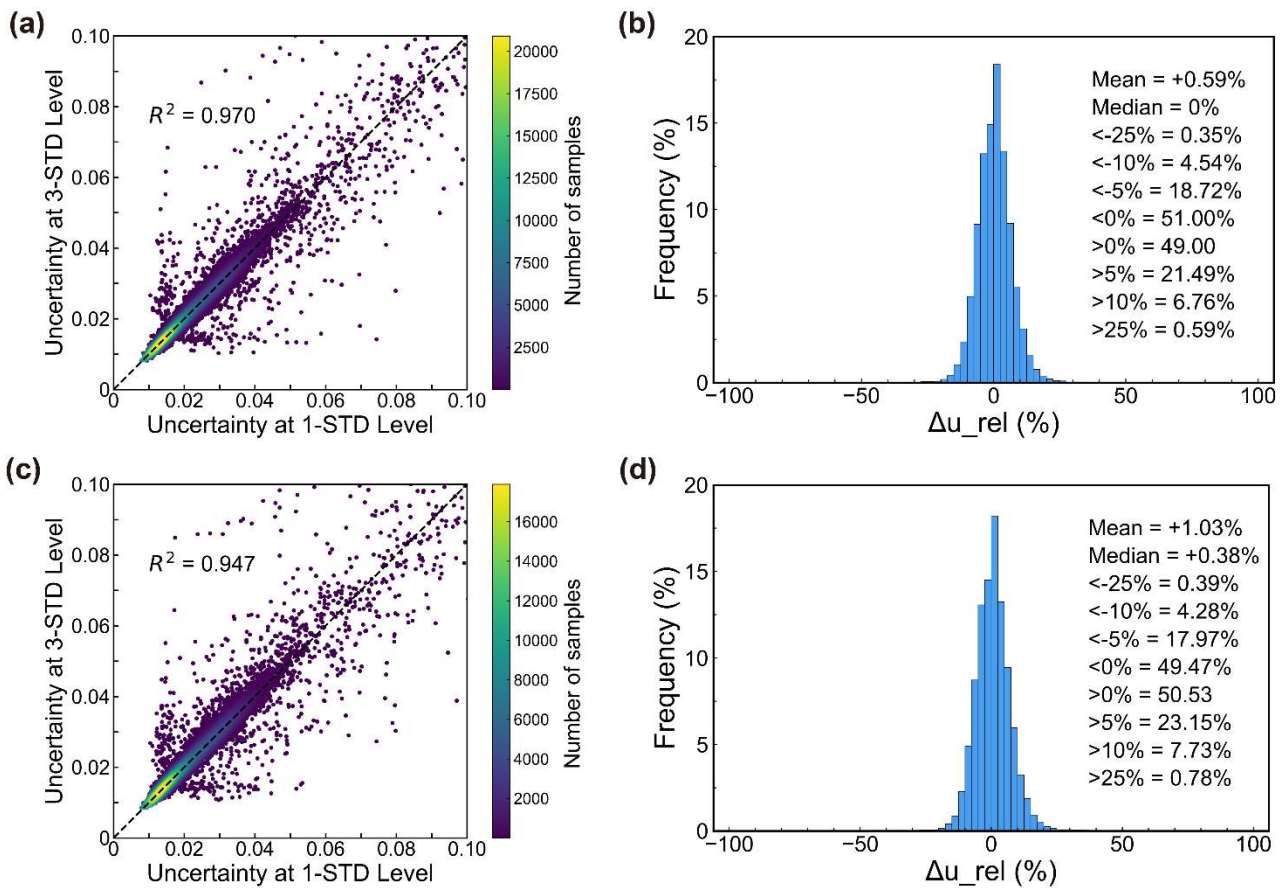 (a)
0.10
0.08
0.06
0.04
0.02
0
Uncertainty at 3-STD Level
R² = 0.970
0 0.02 0.04 0.06 0.08 0.10
Uncertainty at 1-STD Level
20000
17500
15000
12500
10000
7500
5000
2500
Number of samples
(b)
20
15
10
5
0
Frequency (%)
Mean = +0.59%
Median = 0%
<-25% = 0.35%
<-10% = 4.54%
<-5% = 18.72%
<0% = 51.00%
>0% = 49.00
>5% = 21.49%
>10% = 6.76%
>25% = 0.59%
−100 −50 0 50 100
Δu_rel (%)
(c)
0.10
0.08
0.06
0.04
0.02
0
Uncertainty at 3-STD Level
R² = 0.947
0 0.02 0.04 0.06 0.08 0.10
Uncertainty at 1-STD Level
16000
14000
12000
10000
8000
6000
4000
2000
Number of samples
(d)
20
15
10
5
0
Frequency (%)
Mean = +1.03%
Median = +0.38%
<-25% = 0.39%
<-10% = 4.28%
<-5% = 17.97%
<0% = 49.47%
>0% = 50.53
>5% = 23.15%
>10% = 7.73%
>25% = 0.78%
−100 −50 0 50 100
Δu_rel (%)